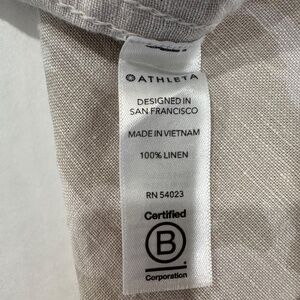 ATHLETA
DESIGNED IN
SAN FRANCISCO
MADE IN VIETNAM
100% LINEN
RN 54023
Certified
B
Corporation